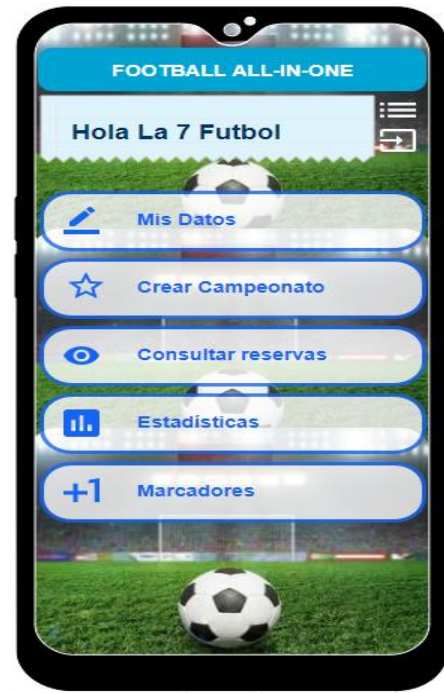 FOOTBALL ALL-IN-ONE
Hola La 7 Futbol
Mis Datos
Crear Campeonato
Consultar reservas
Estadísticas
+1 Marcadores